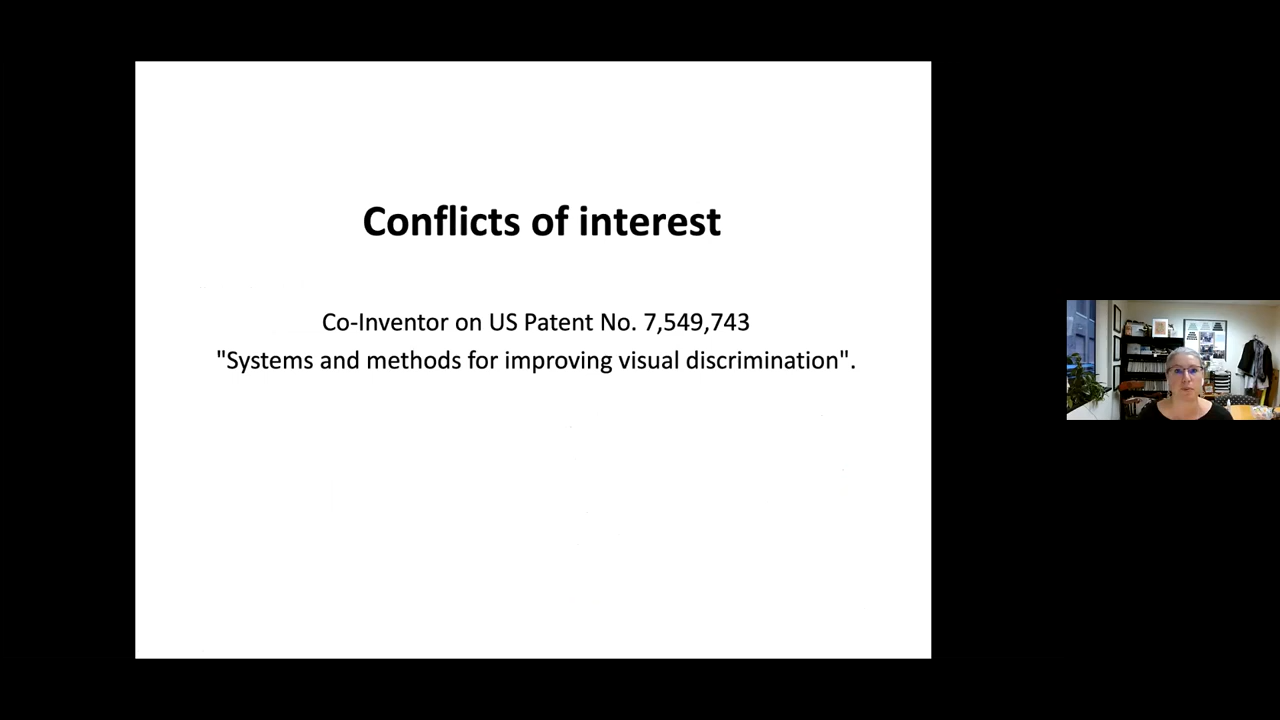 Conflicts of interest
Co-Inventor on US Patent No. 7,549,743
"Systems and methods for improving visual discrimination".